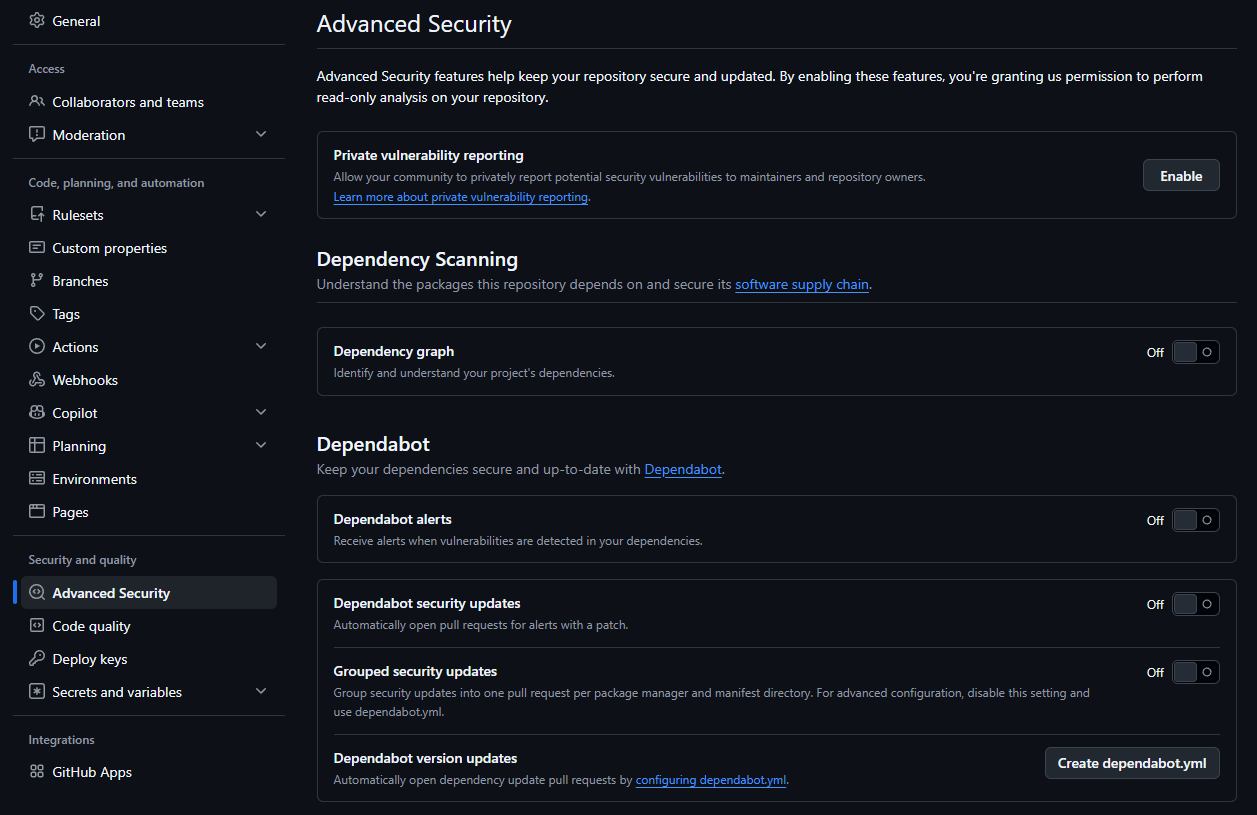 General
Access
Collaborators and teams
Moderation
Code, planning, and automation
Rulesets
Custom properties
Branches
Tags
Actions
Webhooks
Copilot
Planning
Environments
Pages
Security and quality
Advanced Security
Code quality
Deploy keys
Secrets and variables
Integrations
GitHub Apps
Advanced Security
Advanced Security features help keep your repository secure and updated. By enabling these features, you're granting us permission to perform
read-only analysis on your repository.
Private vulnerability reporting
Allow your community to privately report potential security vulnerabilities to maintainers and repository owners.
Learn more about private vulnerability reporting.
Enable
Dependency Scanning
Understand the packages this repository depends on and secure its software supply chain.
Dependency graph
Identify and understand your project's dependencies.
Off
Dependabot
Keep your dependencies secure and up-to-date with Dependabot.
Dependabot alerts
Receive alerts when vulnerabilities are detected in your dependencies.
Off
Dependabot security updates
Automatically open pull requests for alerts with a patch.
Off
Grouped security updates
Group security updates into one pull request per package manager and manifest directory. For advanced configuration, disable this setting and
use dependabot.yml.
Off
Dependabot version updates
Automatically open dependency update pull requests by configuring dependabot.yml.
Create dependabot.yml